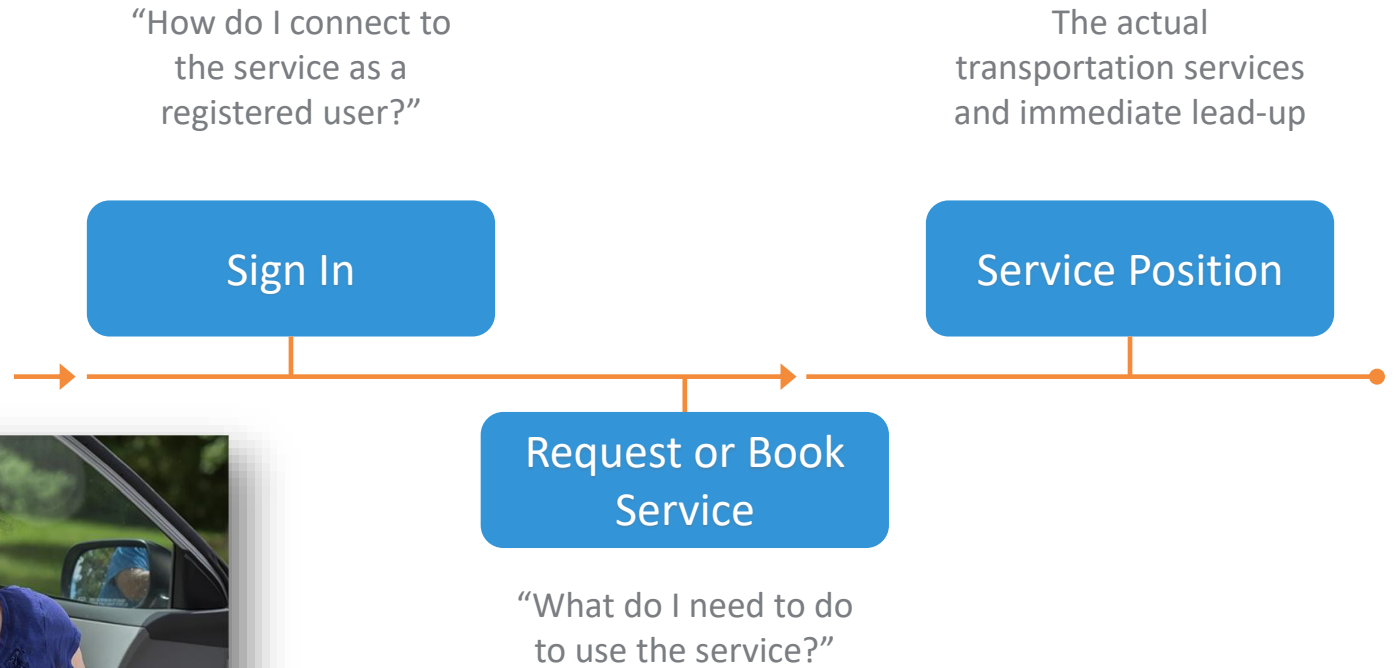 “How do I connect to
the service as a
registered user?”
The actual
transportation services
and immediate lead-up
Sign In
Service Position
Request or Book
Service
“What do I need to do
to use the service?”